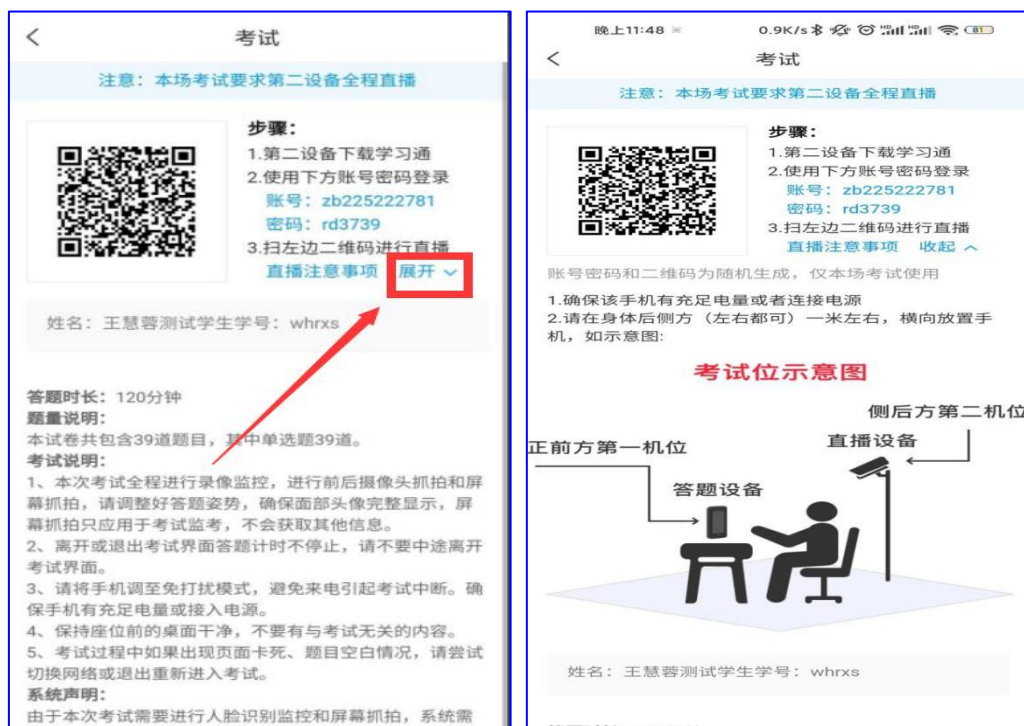 考试
注意：本场考试要求第二设备全程直播
步骤：
1.第二设备下载学习通
2.使用下方账号密码登录
账号：zb225222781
密码：rd3739
3.扫左边二维码进行直播
直播注意事项 展开
姓名：王慧蓉测试学生学号：whrxs
答题时长：120分钟
题量说明：
本试卷共包含39道题目，其中单选题39道。
考试说明：
1、本次考试全程进行录像监控，进行前后摄像头抓拍和屏
幕抓拍，请调整好答题姿势，确保面部头像完整显示，屏
幕抓拍只应用于考试监考，不会获取其他信息。
2、离开或退出考试界面答题计时不停止，请不要中途离开
考试界面。
3、请将手机调至免打扰模式，避免来电引起考试中断。确
保手机有充足电量或接入电源。
4、保持座位前的桌面干净，不要有与考试无关的内容。
5、考试过程中如果出现页面卡死、题目空白情况，请尝试
切换网络或退出重新进入考试。
系统声明：
由于本次考试需要进行人脸识别监控和屏幕抓拍，系统需
晚上11:48 0.9K/s HD HD 81
考试
注意：本场考试要求第二设备全程直播
步骤：
1.第二设备下载学习通
2.使用下方账号密码登录
账号：zb225222781
密码：rd3739
3.扫左边二维码进行直播
直播注意事项 收起
账号密码和二维码为随机生成，仅本场考试使用
1.确保该手机有充足电量或者连接电源
2.请在身体后侧方（左右都可）一米左右，横向放置手
机，如示意图:
考试位示意图
侧后方第二机位
正前方第一机位
直播设备
答题设备
姓名：王慧蓉测试学生学号：whrxs